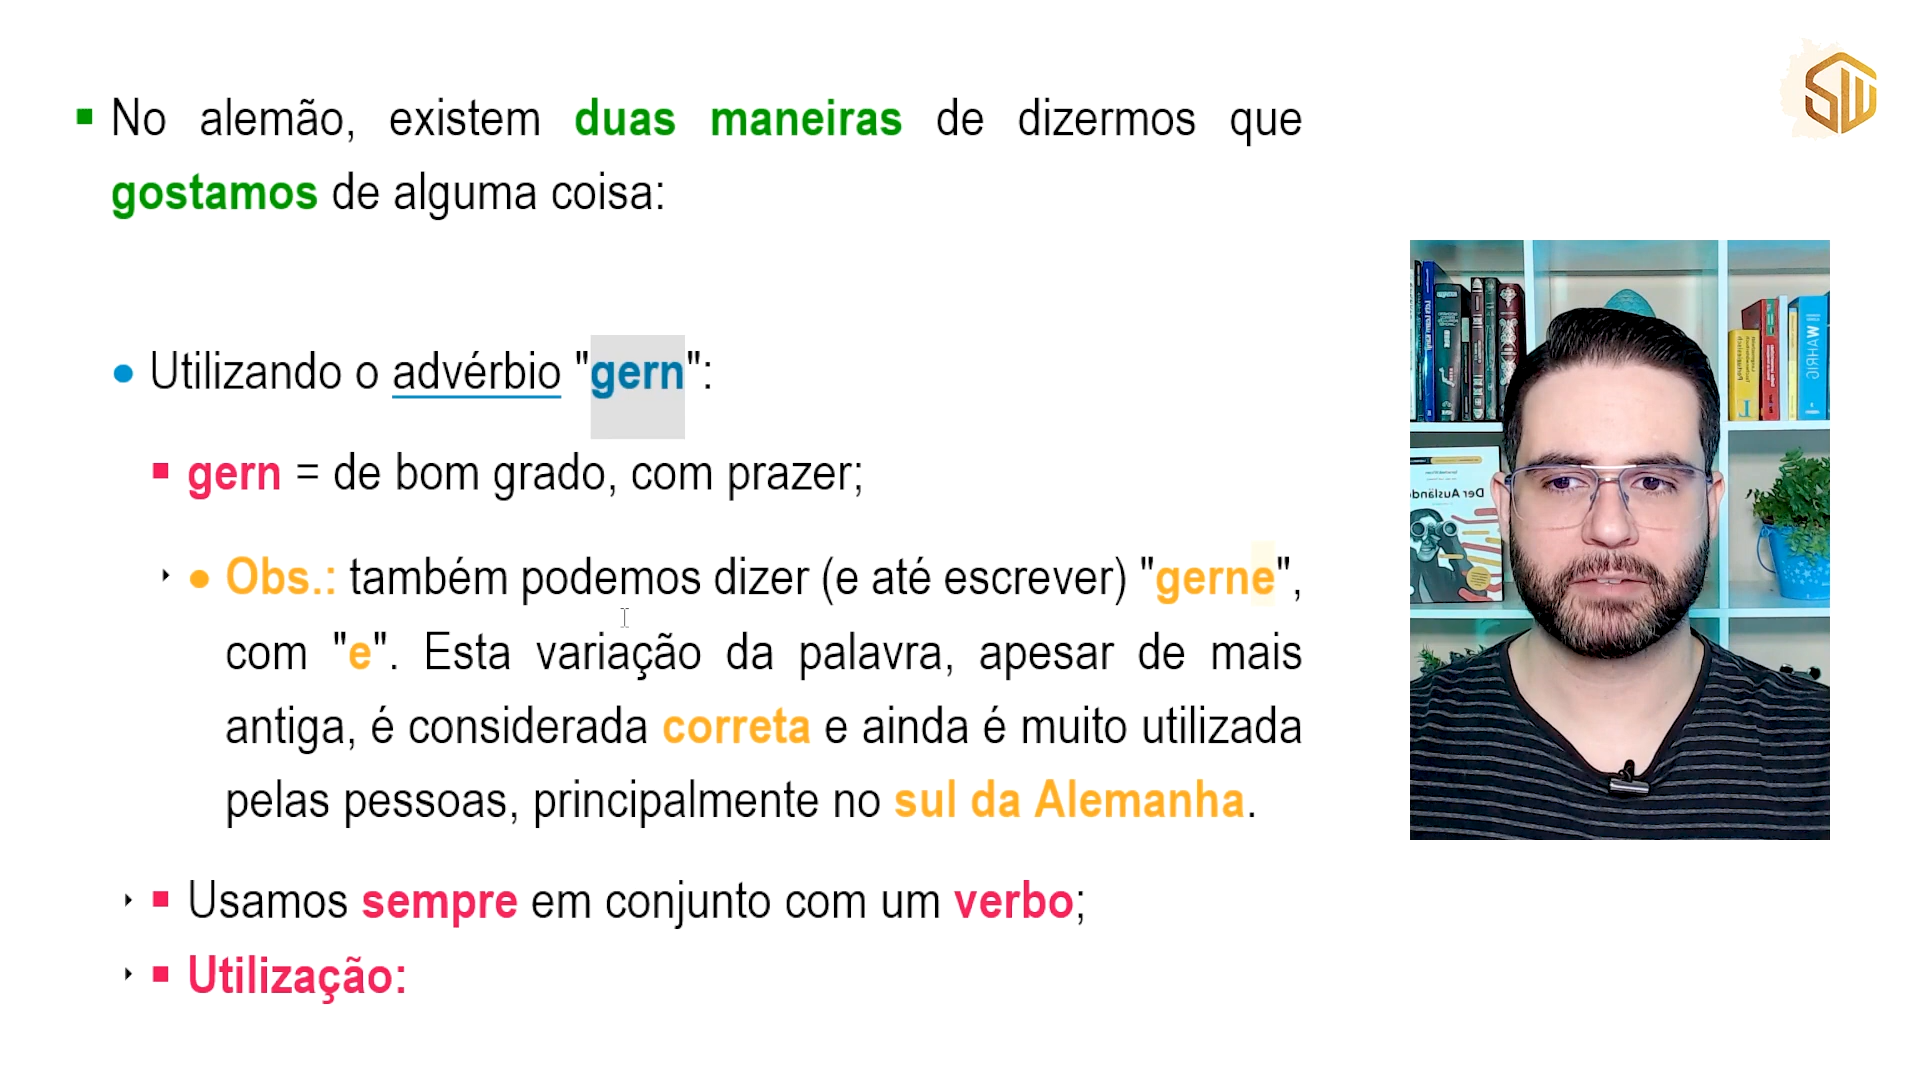 No alemão, existem duas maneiras de dizermos que
gostamos de alguma coisa:
Utilizando o advérbio "gern":
gern = de bom grado, com prazer;
Obs.: também podemos dizer (e até escrever) "gerne",
com "e". Esta variação da palavra, apesar de mais
antiga, é considerada correta e ainda é muito utilizada
pelas pessoas, principalmente no sul da Alemanha.
Usamos sempre em conjunto com um verbo;
Utilização:
WAHRIG